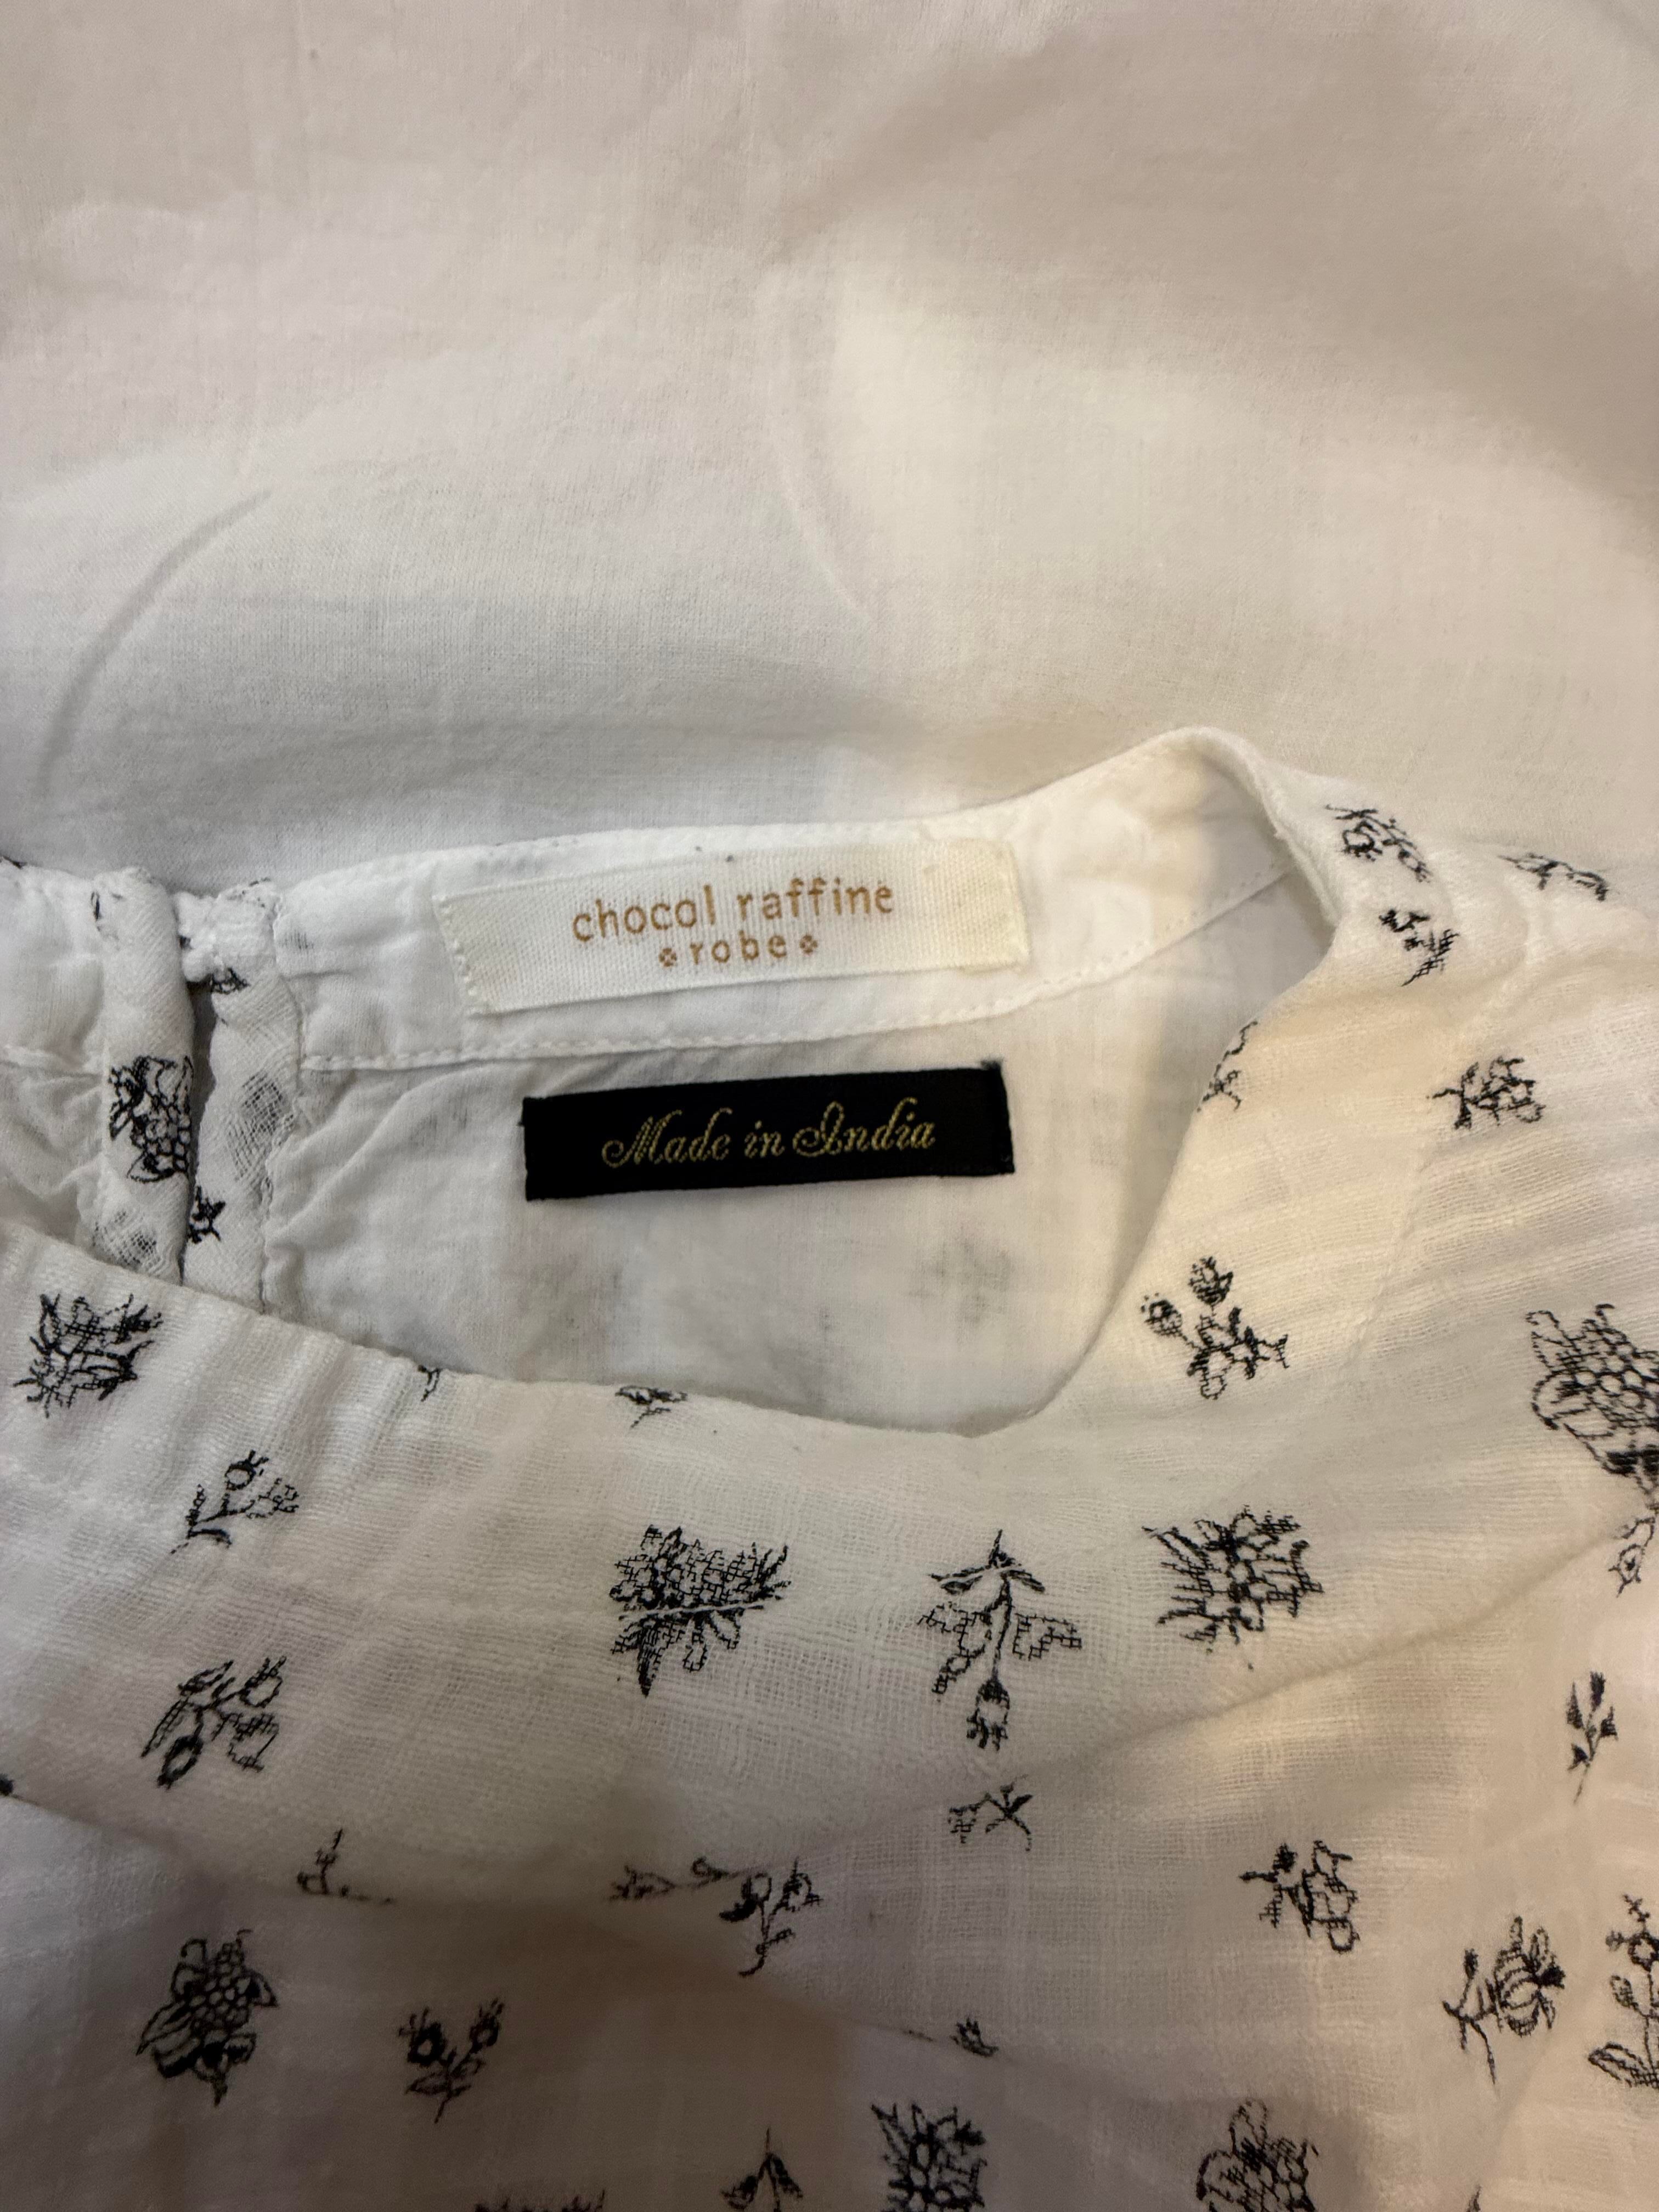 chocol raffine
robe
Made in India